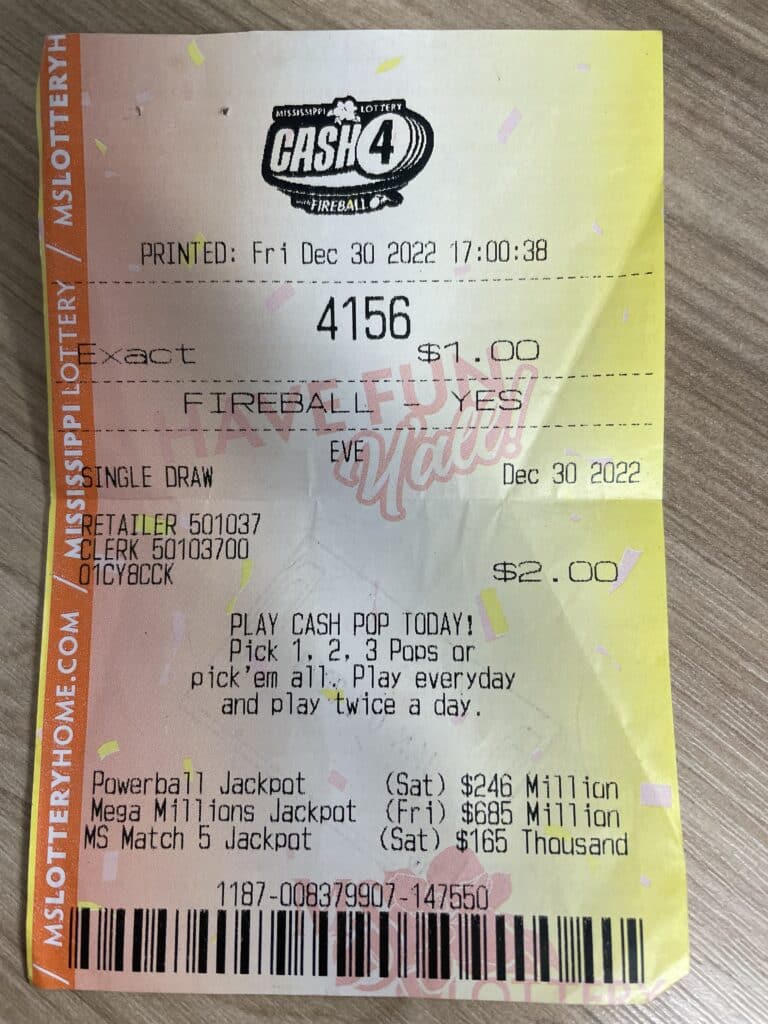 MISSISSIPPI LOTTERY
CASH 4
with FIREBALL
PRINTED: Fri Dec 30 2022 17:00:38
4156
Exact $1.00
FIREBALL - YES
HAVE FUN
Y'all!
EVE
SINGLE DRAW Dec 30 2022
RETAILER 501037
CLERK 50103700
01CY8CCK $2.00
PLAY CASH POP TODAY!
Pick 1, 2, 3 Pops or
pick'em all. Play everyday
and play twice a day.
Powerball Jackpot (Sat) $246 Million
Mega Millions Jackpot (Fri) $685 Million
MS Match 5 Jackpot (Sat) $165 Thousand
1187-008379907-147550
LOTTERY
/ MSLOTTERYHOME.COM / MISSISSIPPI LOTTERY / MSLOTTERYH